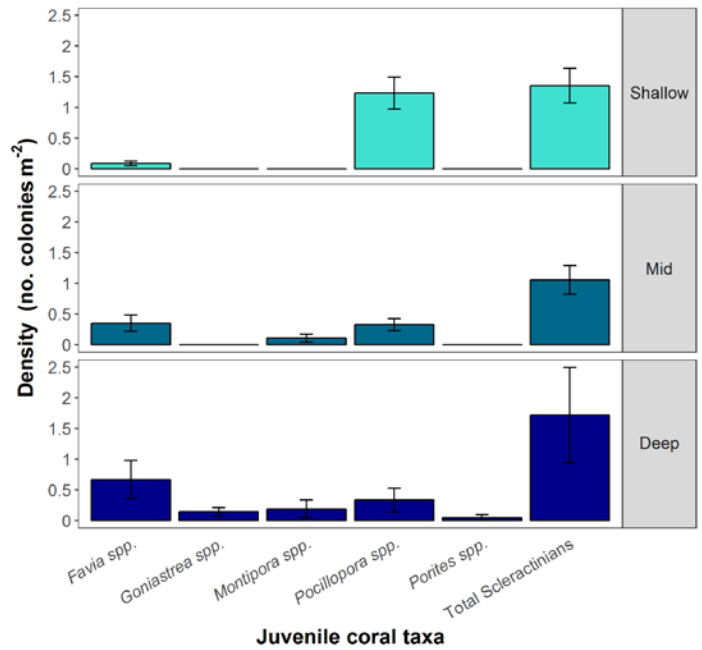 2.5
2
1.5
1
0.5
0
Shallow
2.5
2
1.5
1
0.5
0
Mid
2.5
2
1.5
1
0.5
0
Deep
Density (no. colonies m⁻²)
Favia spp.
Goniastrea spp.
Montipora spp.
Pocillopora spp.
Porites spp.
Total Scleractinians
Juvenile coral taxa